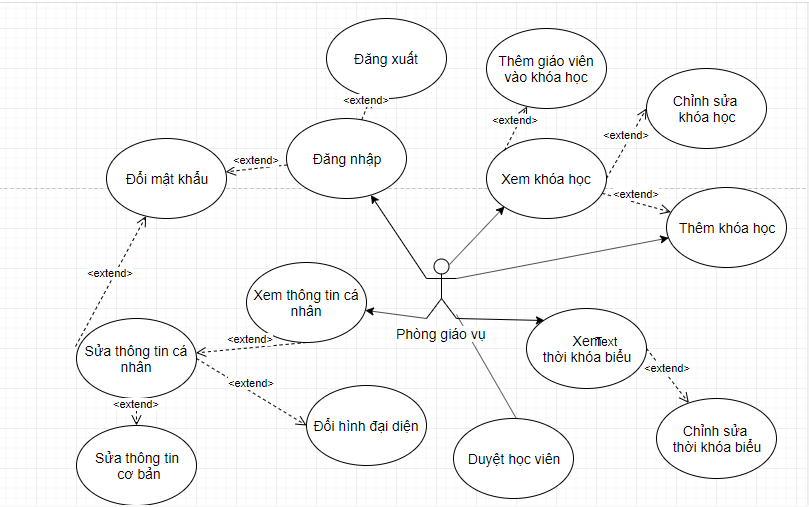 Đăng xuất
<extend>
Đăng nhập
<extend>
Đổi mật khẩu
<extend>
Thêm giáo viên
vào khóa học
<extend>
Chỉnh sửa
khóa học
<extend>
Xem khóa học
<extend>
Thêm khóa học
Xem thông tin cá
nhân
<extend>
Phòng giáo vụ
Sửa thông tin cá
nhân
<extend>
<extend>
Đổi hình đại diện
Sửa thông tin
cơ bản
Xem
Text
thời khóa biểu
<extend>
Chỉnh sửa
thời khóa biểu
Duyệt học viên